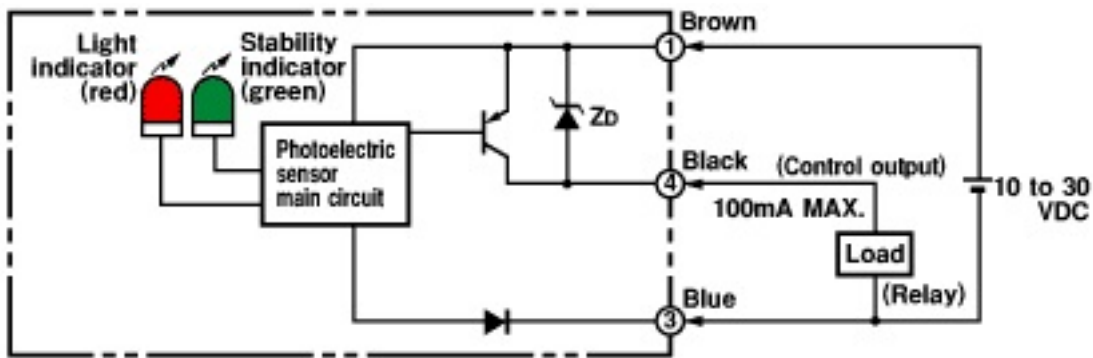 Light
indicator
(red)
Stability
indicator
(green)
Photoelectric
sensor
main circuit
ZD
1
Brown
4
Black
(Control output)
100mA MAX.
10 to 30
VDC
Load
(Relay)
3
Blue